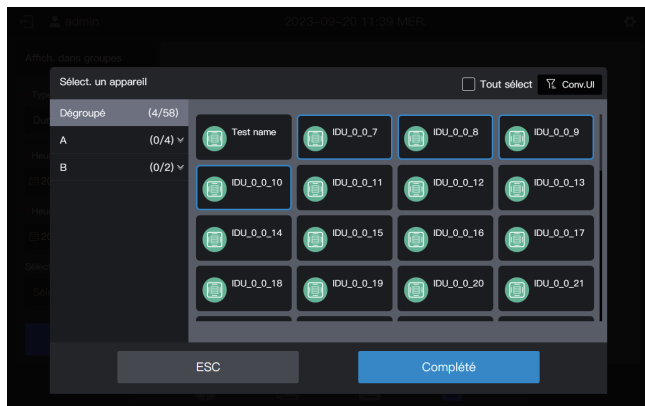 admin
2023-09-20 11:39 MER.
Affich. dans groupes
Sélect. un appareil
Tout sélect
Conv.UI
Dégroupé (4/58)
A (0/4)
B (0/2)
Test name
IDU_0_0_7
IDU_0_0_8
IDU_0_0_9
IDU_0_0_10
IDU_0_0_11
IDU_0_0_12
IDU_0_0_13
IDU_0_0_14
IDU_0_0_15
IDU_0_0_16
IDU_0_0_17
IDU_0_0_18
IDU_0_0_19
IDU_0_0_20
IDU_0_0_21
ESC
Complété